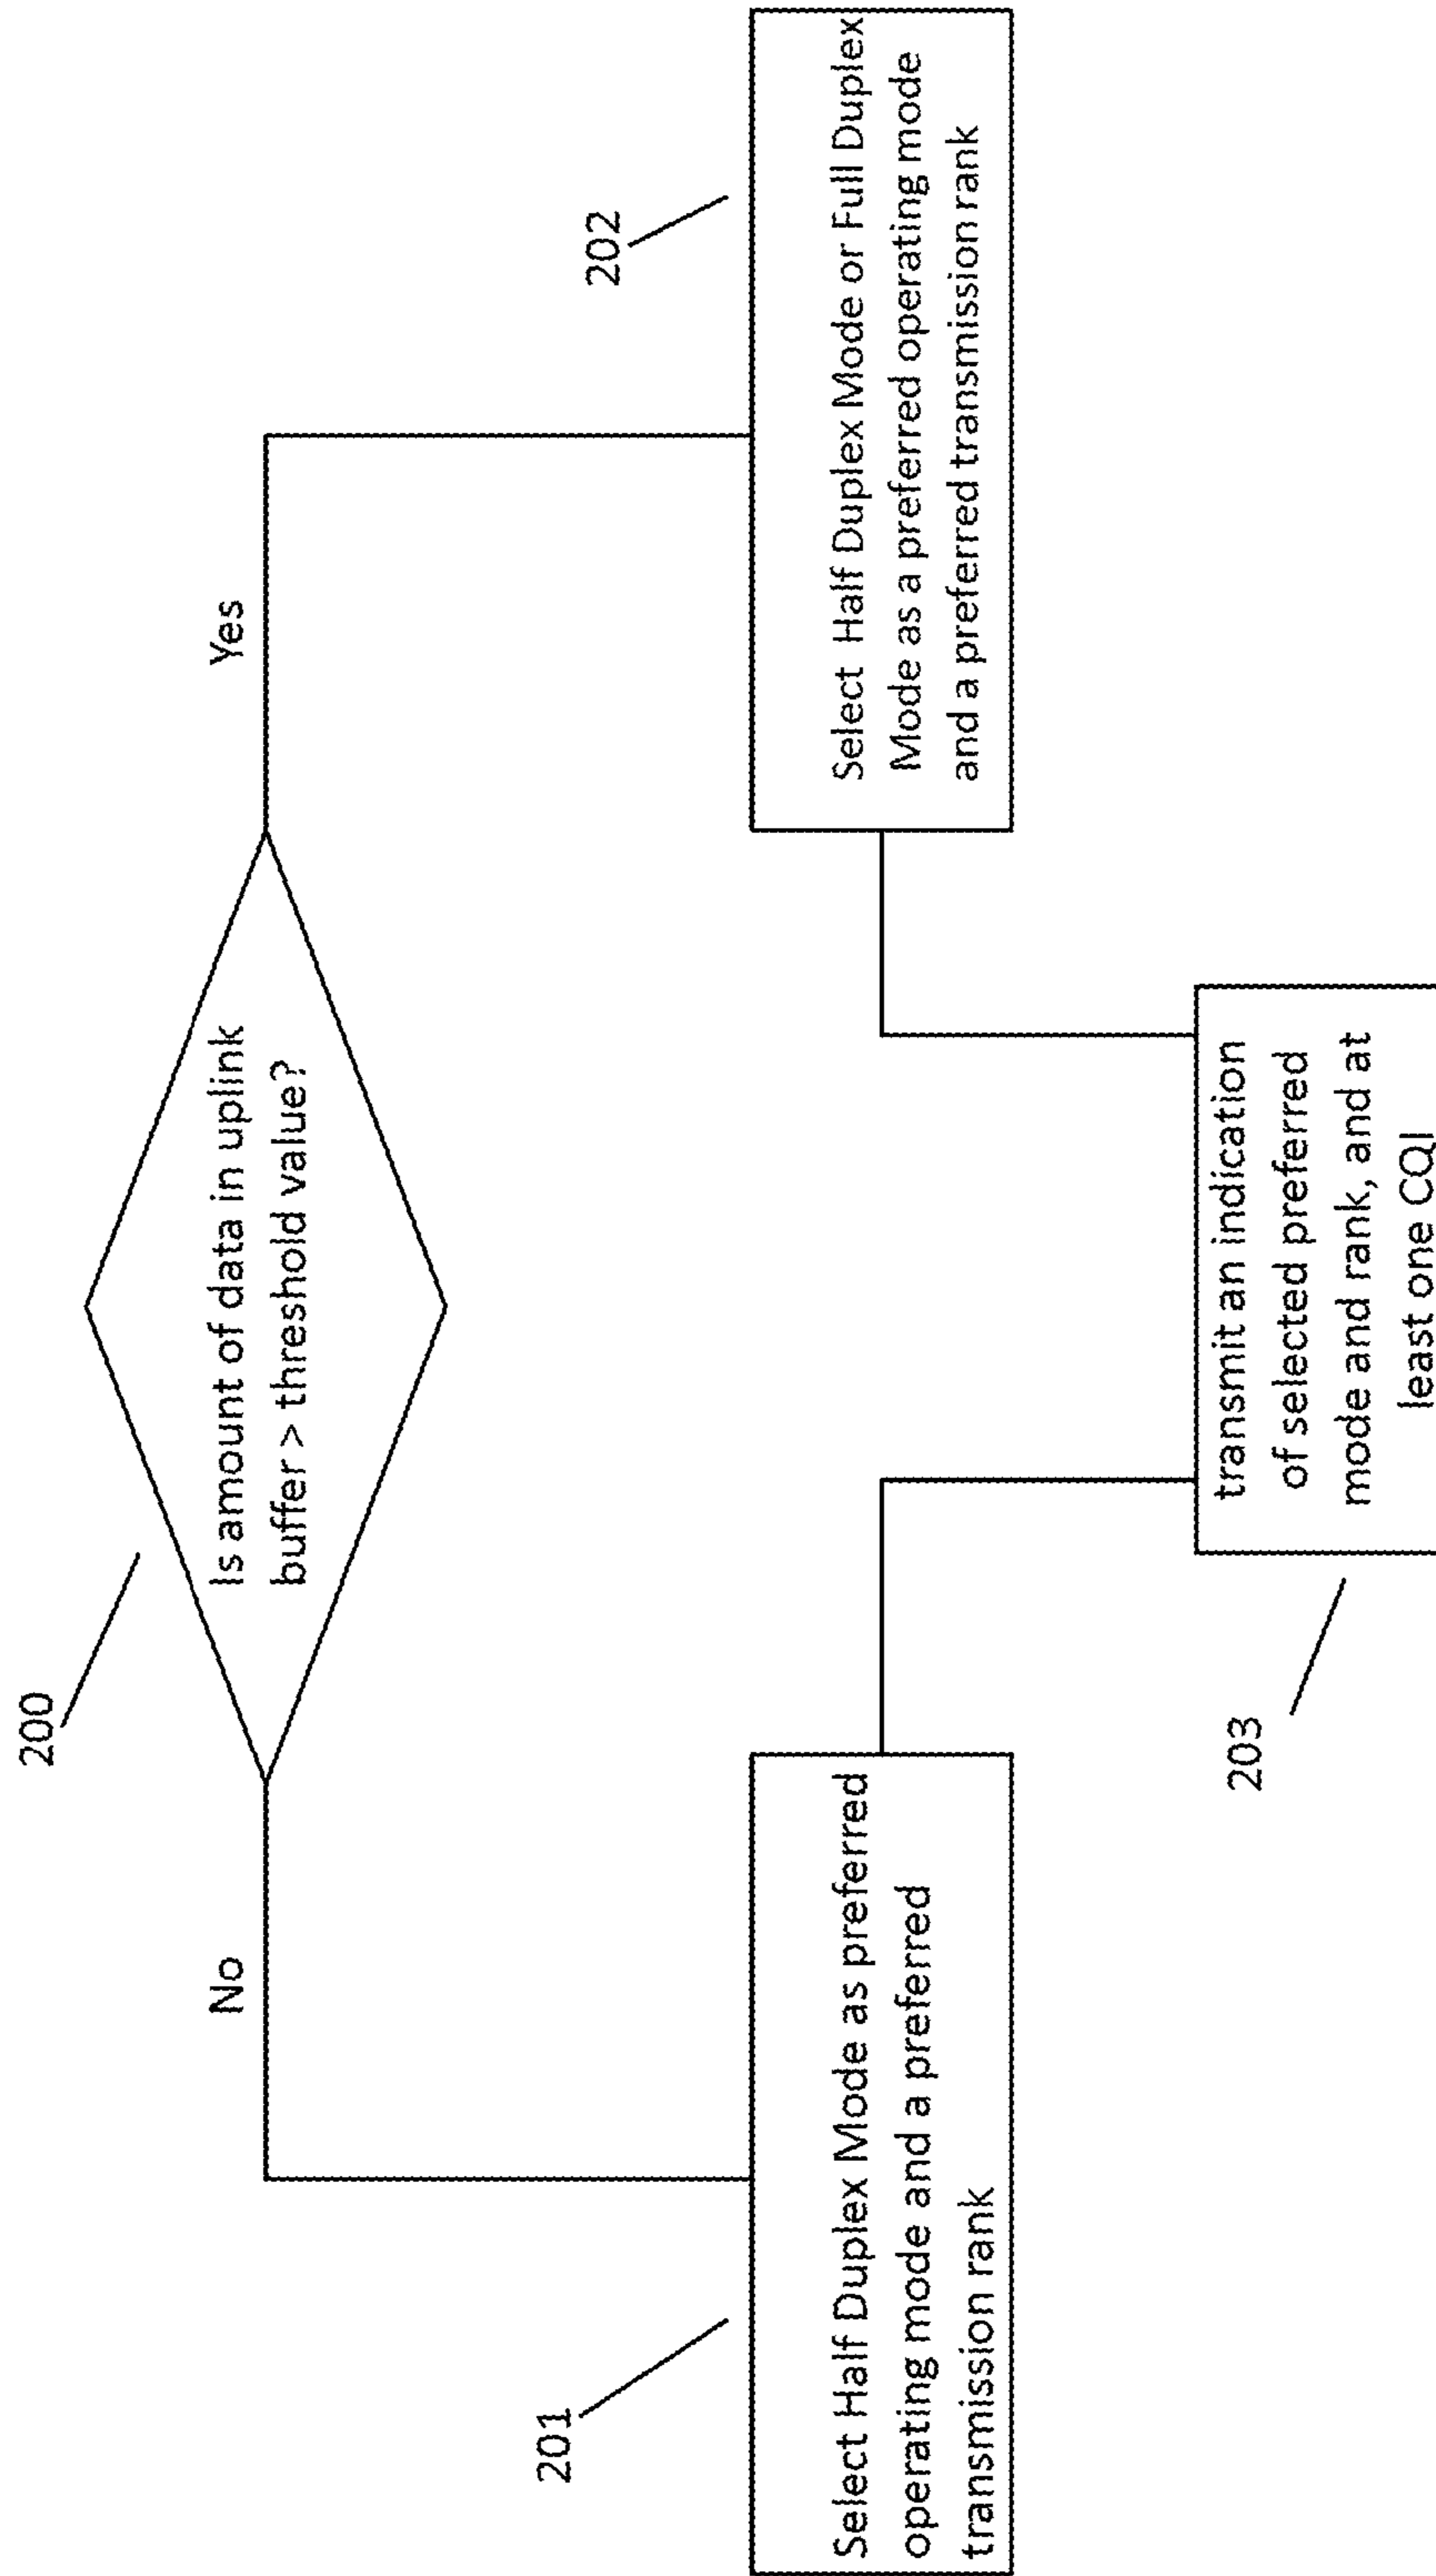 200
Is amount of data in uplink
buffer > threshold value?
No
Yes
201
Select Half Duplex Mode as preferred
operating mode and a preferred
transmission rank
202
Select Half Duplex Mode or Full Duplex
Mode as a preferred operating mode
and a preferred transmission rank
203
transmit an indication
of selected preferred
mode and rank, and at
least one CQI